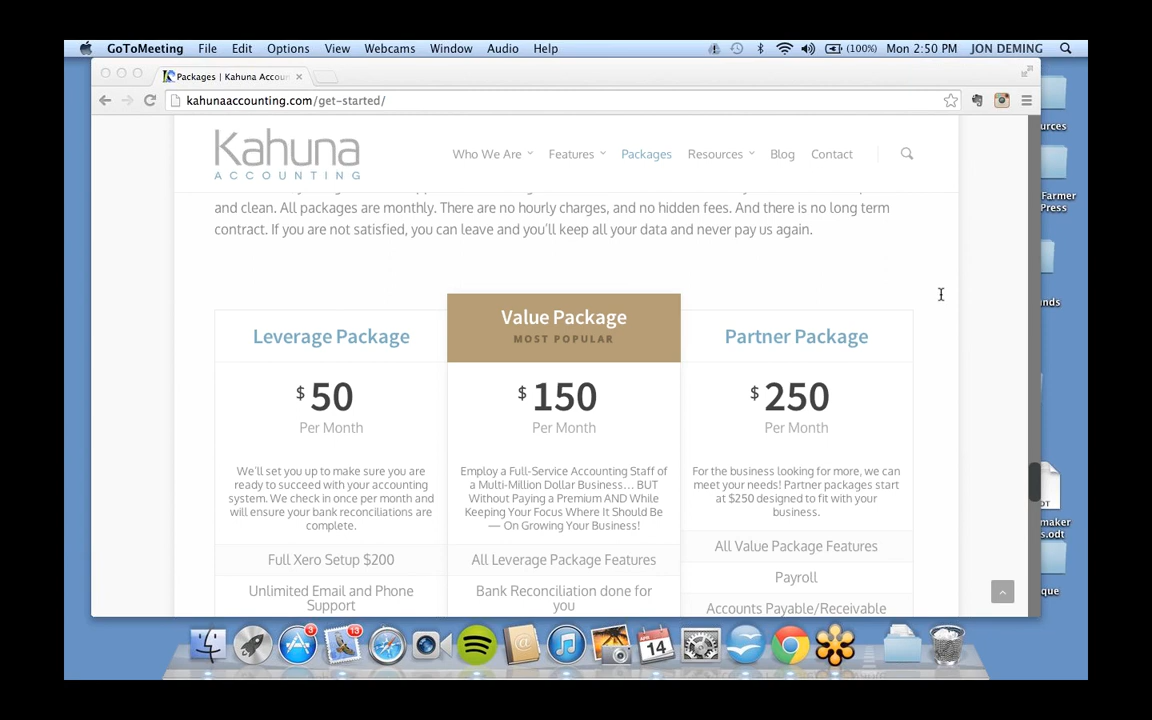 GoToMeeting File Edit Options View Webcams Window Audio Help (100%) Mon 2:50 PM JON DEMING
Packages | Kahuna Accoun
kahunaaccounting.com/get-started/
Kahuna
ACCOUNTING
Who We Are Features Packages Resources Blog Contact
and clean. All packages are monthly. There are no hourly charges, and no hidden fees. And there is no long term
contract. If you are not satisfied, you can leave and you'll keep all your data and never pay us again.
Leverage Package
$ 50
Per Month
We'll set you up to make sure you are
ready to succeed with your accounting
system. We check in once per month and
will ensure your bank reconciliations are
complete.
Full Xero Setup $200
Unlimited Email and Phone
Support
Value Package
MOST POPULAR
$ 150
Per Month
Employ a Full-Service Accounting Staff of
a Multi-Million Dollar Business... BUT
Without Paying a Premium AND While
Keeping Your Focus Where It Should Be
— On Growing Your Business!
All Leverage Package Features
Bank Reconciliation done for
you
Partner Package
$ 250
Per Month
For the business looking for more, we can
meet your needs! Partner packages start
at $250 designed to fit with your
business.
All Value Package Features
Payroll
Accounts Payable/Receivable
urces
Farmer
Press
nds
maker
s.odt
que
3
13
APR
14